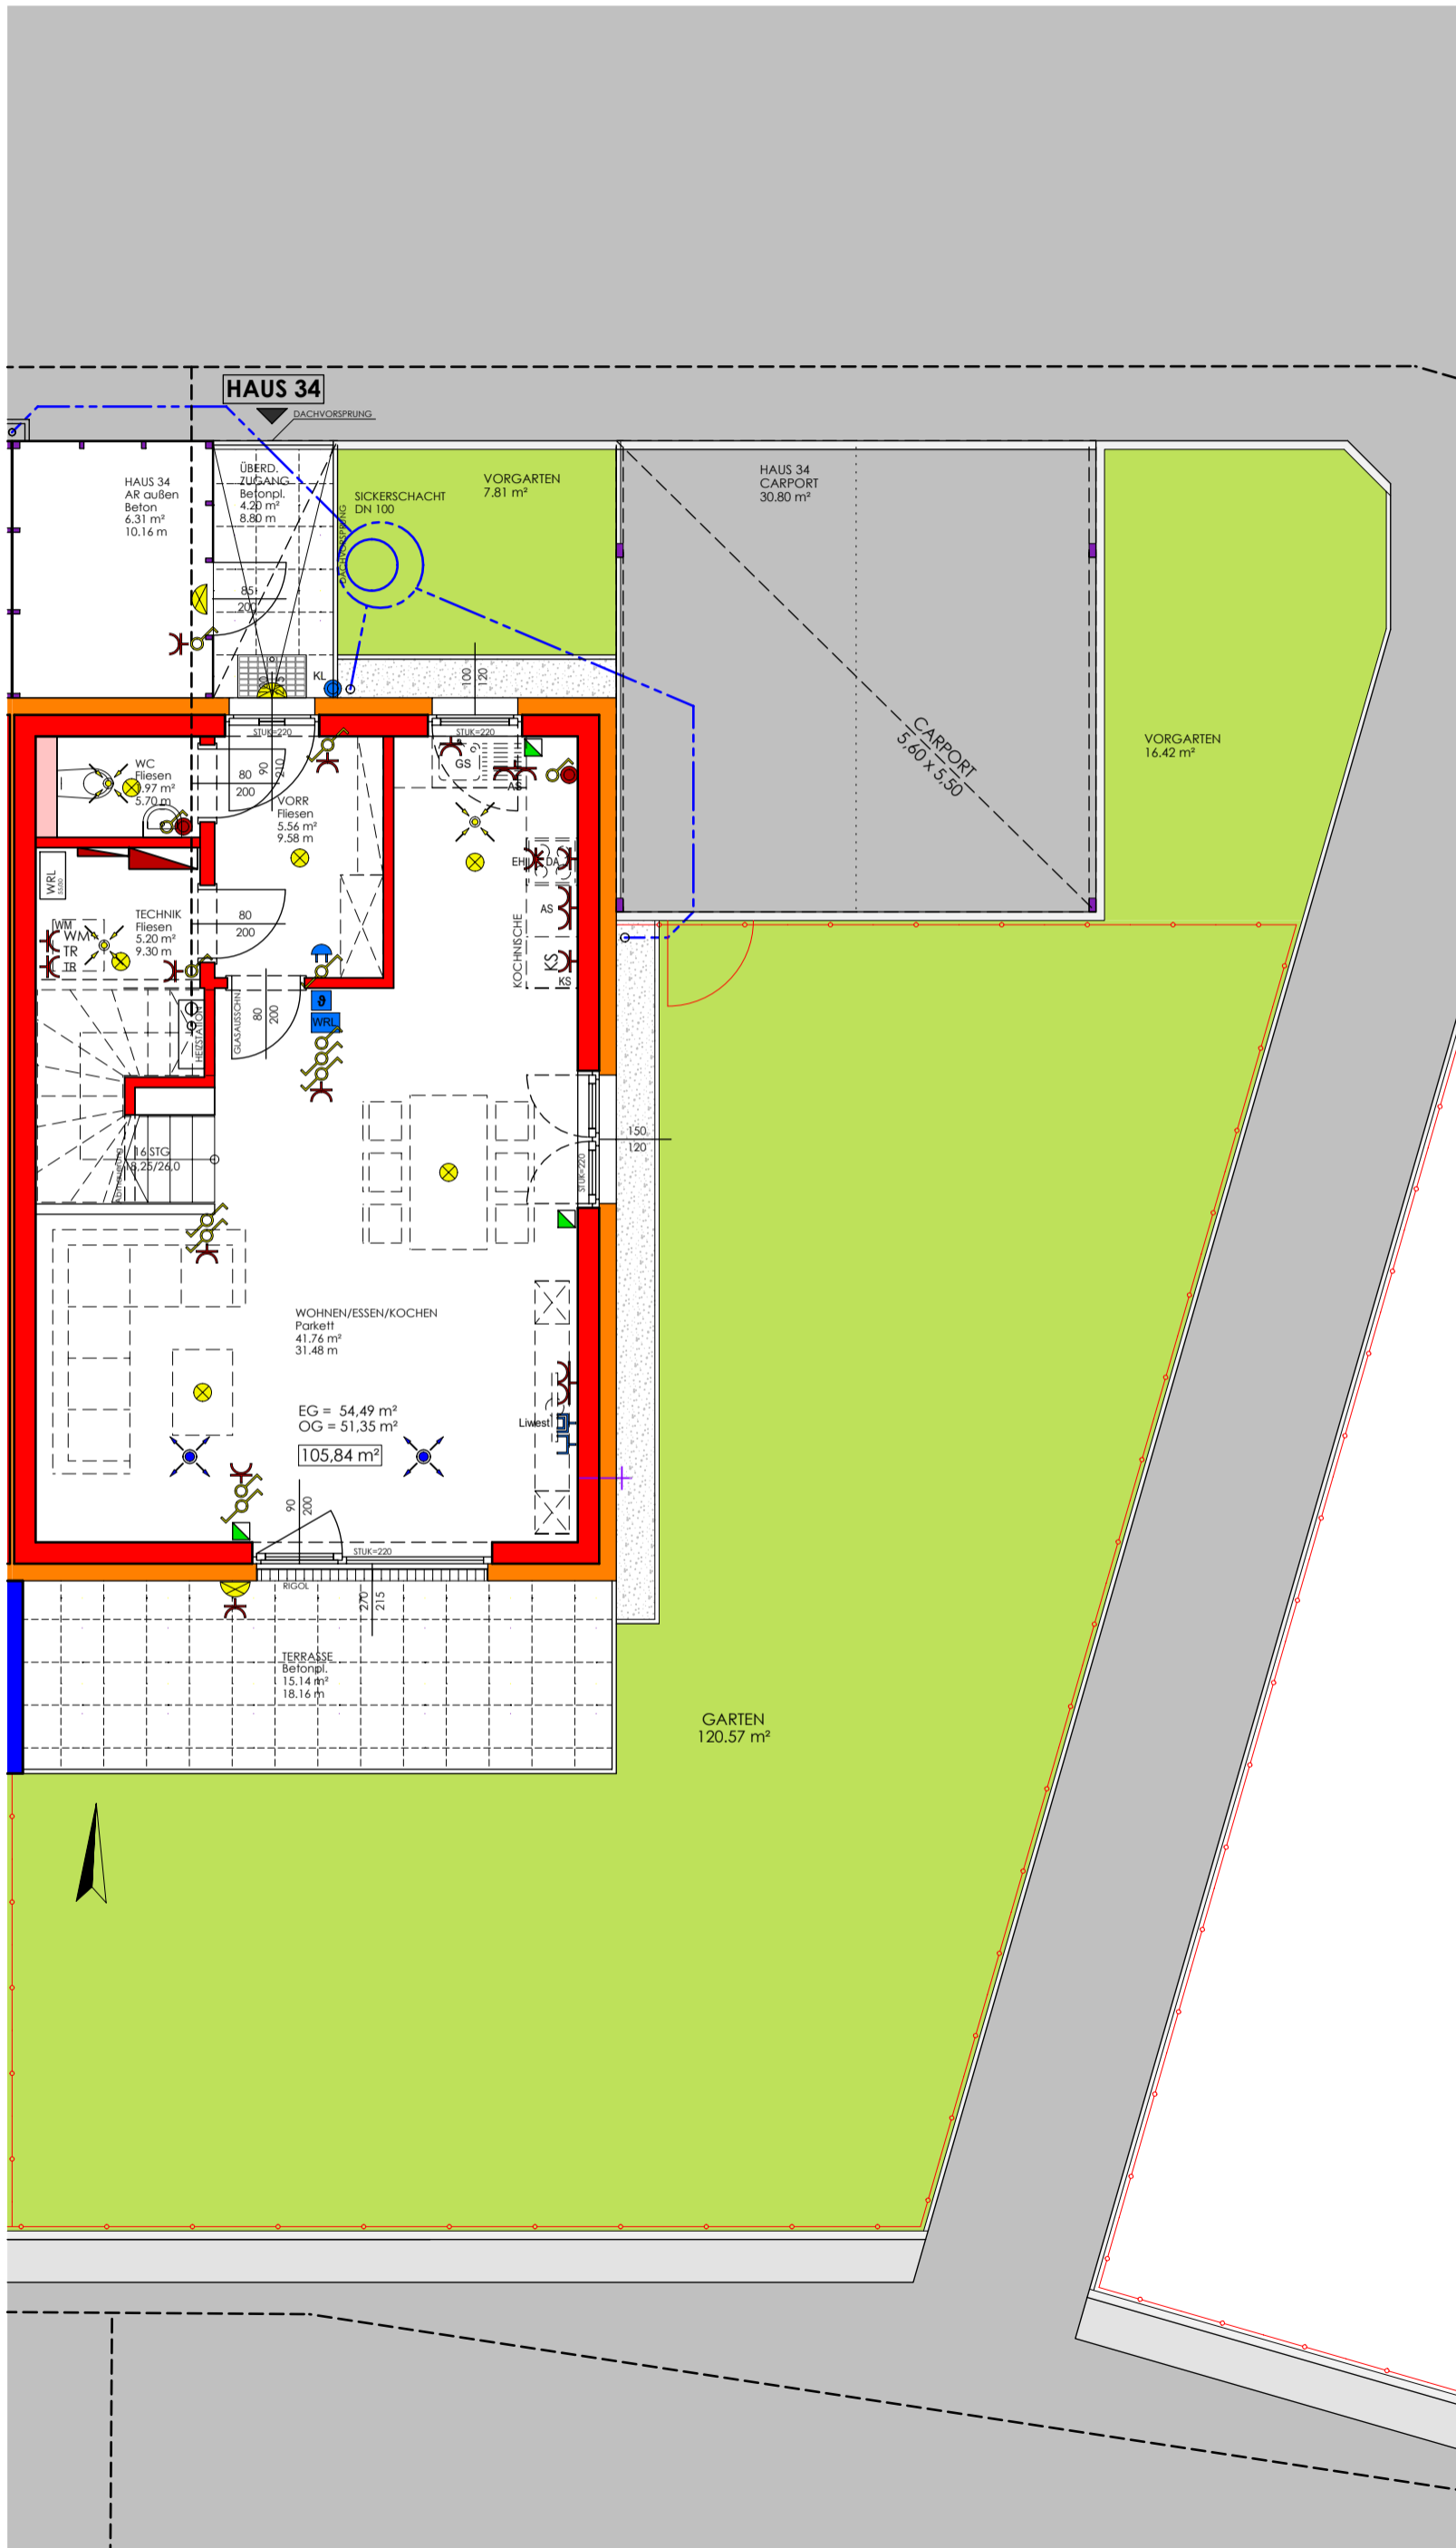 HAUS 34
DACHVORSPRUNG
HAUS 34
AR außen
Beton
6.31 m²
10.16 m
ÜBERD.
ZUGANG
Betonpl.
4.20 m²
8.80 m
DACHVORSPRUNG
SICKERSCHACHT
DN 100
VORGARTEN
7.81 m²
HAUS 34
CARPORT
30.80 m²
CARPORT
5,60 x 5,50
VORGARTEN
16.42 m²
85
200
KL
100
120
STUK=220
STUK=220
90
210
80
200
WC
Fliesen
5.70 m
VORR
Fliesen
5.56 m²
9.58 m
GS
AS
EH
DA
AS
KOCHNISCHE
KS
KS
WRL
TECHNIK
Fliesen
5.20 m²
9.30 m
WM
WM
TR
TR
80
200
HEIZSTATION
GLASAUSSCHN.
80
200
WRL
16 STG
18,25/26,0
150
120
STUK=220
WOHNEN/ESSEN/KOCHEN
Parkett
41.76 m²
31.48 m
EG = 54,49 m²
OG = 51,35 m²
105,84 m²
Liwest
90
200
STUK=220
RIGOL
270
215
TERRASSE
Betonpl.
15.14 m²
18.16 m
GARTEN
120.57 m²